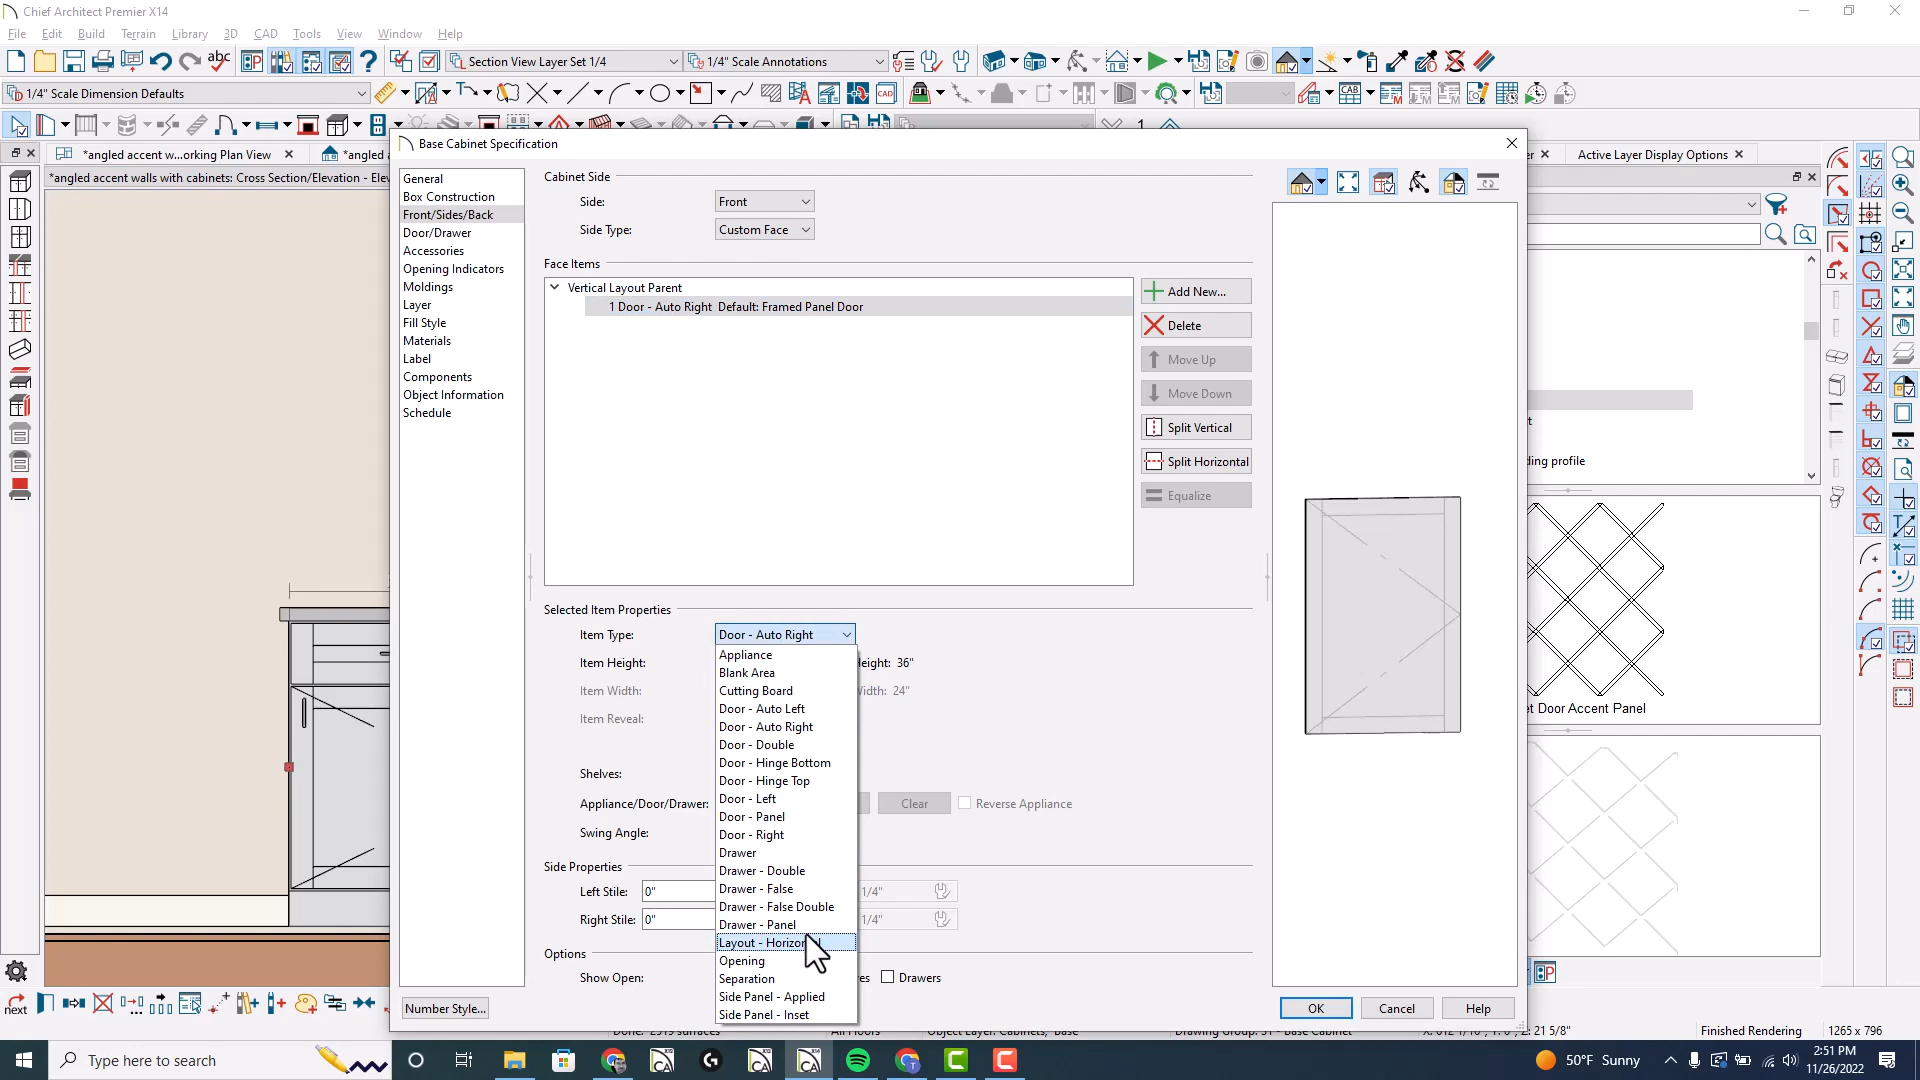 Chief Architect Premier X14
File Edit Build Terrain Library 3D CAD Tools View Window Help
Section View Layer Set 1/4 1/4" Scale Annotations
1/4" Scale Dimension Defaults
*angled accent w...orking Plan View *angled a Active Layer Display Options
*angled accent walls with cabinets: Cross Section/Elevation - Elev
Base Cabinet Specification
General
Box Construction
Front/Sides/Back
Door/Drawer
Accessories
Opening Indicators
Moldings
Layer
Fill Style
Materials
Label
Components
Object Information
Schedule
Number Style...
Cabinet Side
Side: Front
Side Type: Custom Face
Face Items
Vertical Layout Parent
1 Door - Auto Right Default: Framed Panel Door
Add New...
Delete
Move Up
Move Down
Split Vertical
Split Horizontal
Equalize
Selected Item Properties
Item Type: Door - Auto Right
Item Height: eight: 36"
Item Width: Vidth: 24"
Item Reveal:
Shelves:
Appliance/Door/Drawer: Clear Reverse Appliance
Swing Angle:
Side Properties
Left Stile: 0" 1/4"
Right Stile: 0" 1/4"
Options
Show Open: es Drawers
Appliance
Blank Area
Cutting Board
Door - Auto Left
Door - Auto Right
Door - Double
Door - Hinge Bottom
Door - Hinge Top
Door - Left
Door - Panel
Door - Right
Drawer
Drawer - Double
Drawer - False
Drawer - False Double
Drawer - Panel
Layout - Horizon
Opening
Separation
Side Panel - Applied
Side Panel - Inset
OK Cancel Help
ding profile
et Door Accent Panel
Finished Rendering 1265 x 796
Type here to search
50°F Sunny
2:51 PM
11/26/2022